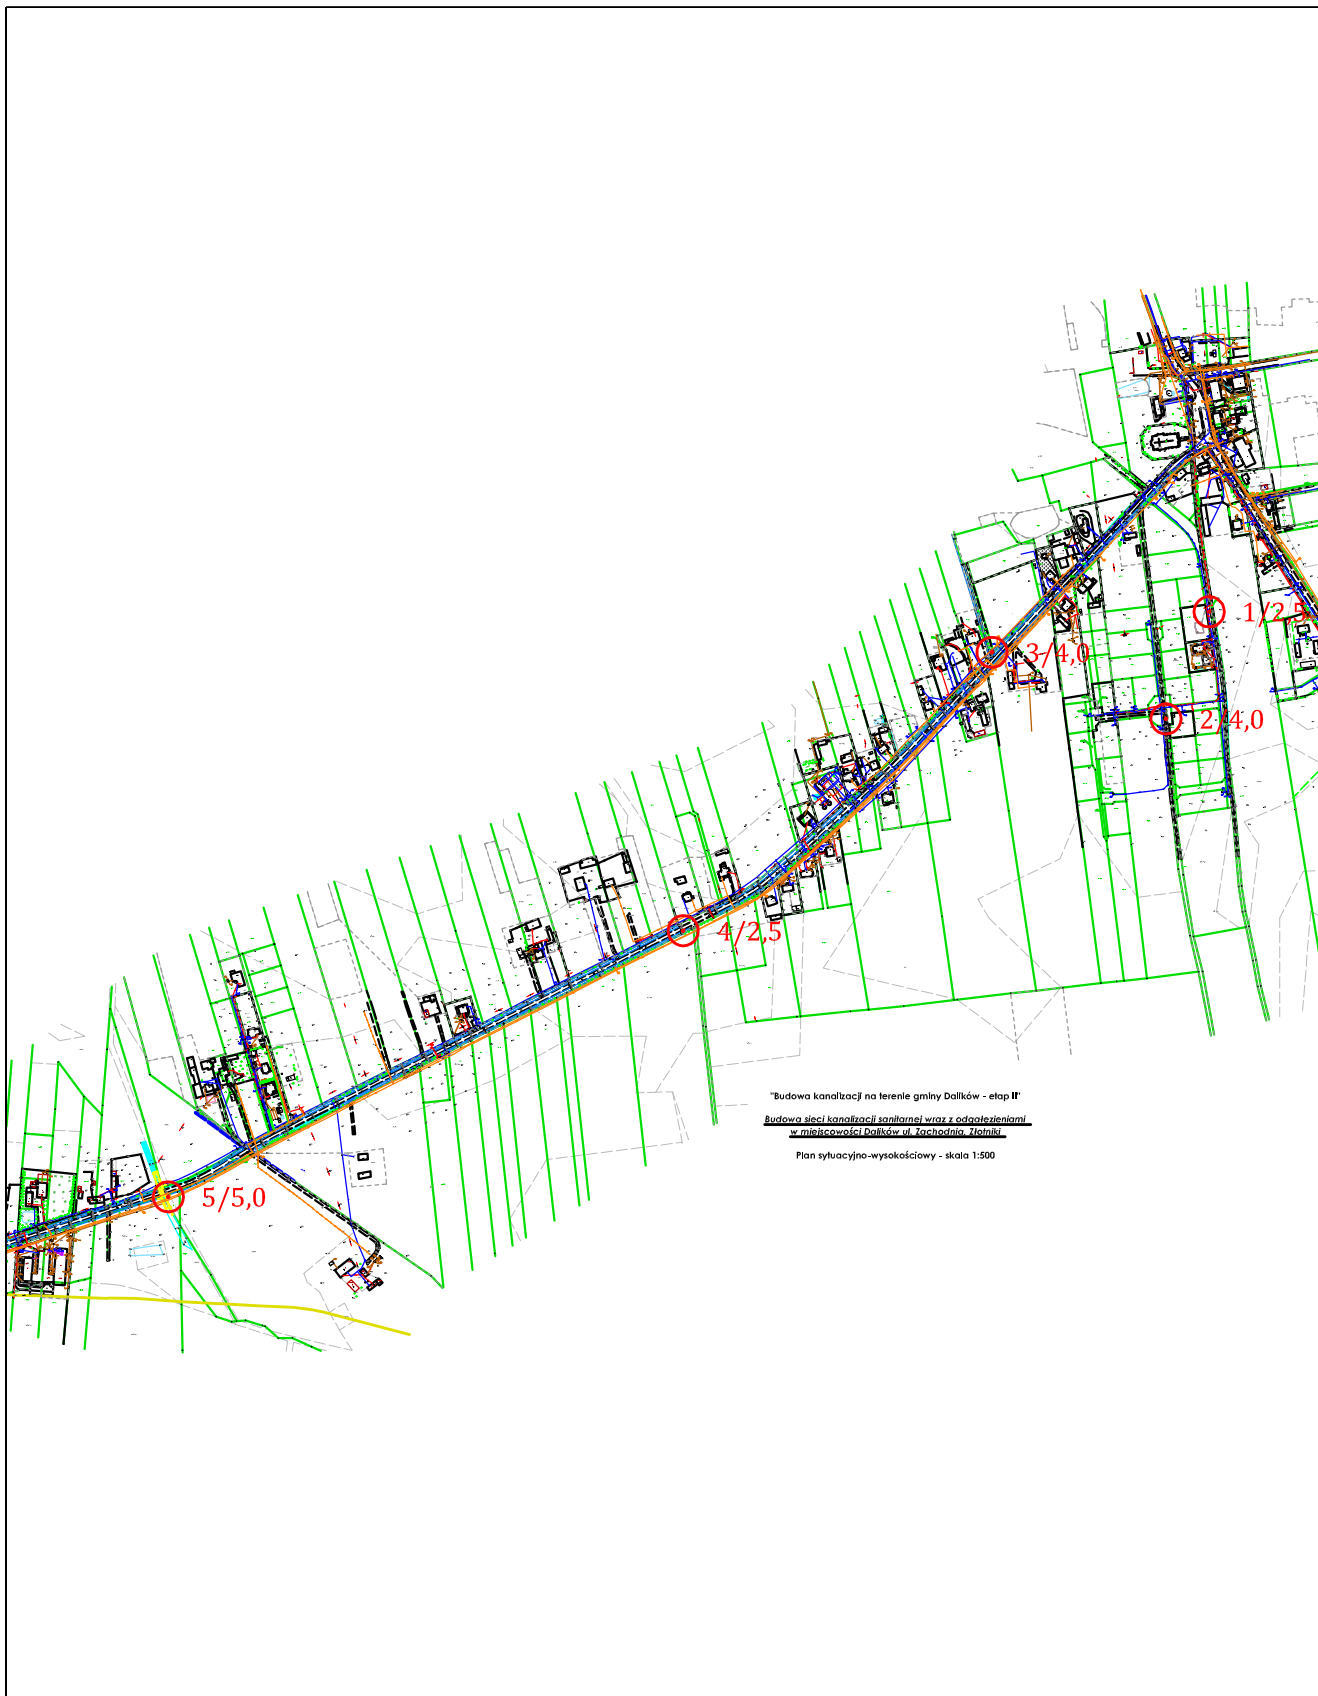 1/2,5
3/4,0
2/4,0
4/2,5
"Budowa kanalizacji na terenie gminy Dalików - etap II"
Budowa sieci kanalizacji sanitarnej wraz z odgałęzieniami
w miejscowości Dalików ul. Zachodnia, Złotniki
Plan sytuacyjno-wysokościowy - skala 1:500
5/5,0